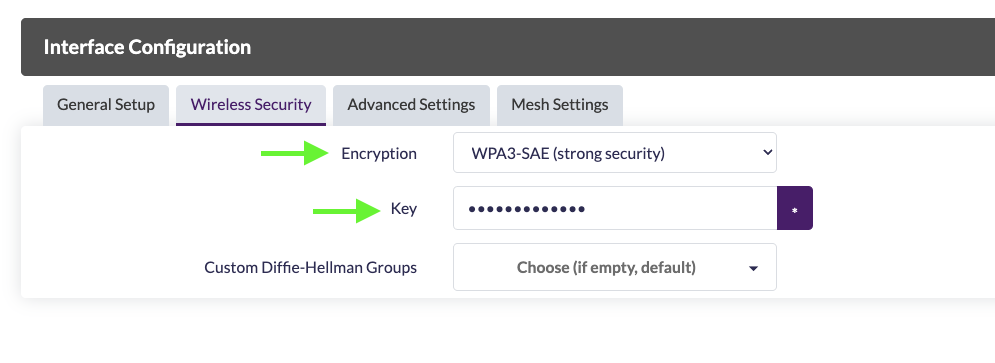 Interface Configuration
General Setup
Wireless Security
Advanced Settings
Mesh Settings
Encryption
WPA3-SAE (strong security)
Key
•••••••••••••
*
Custom Diffie-Hellman Groups
Choose (if empty, default)